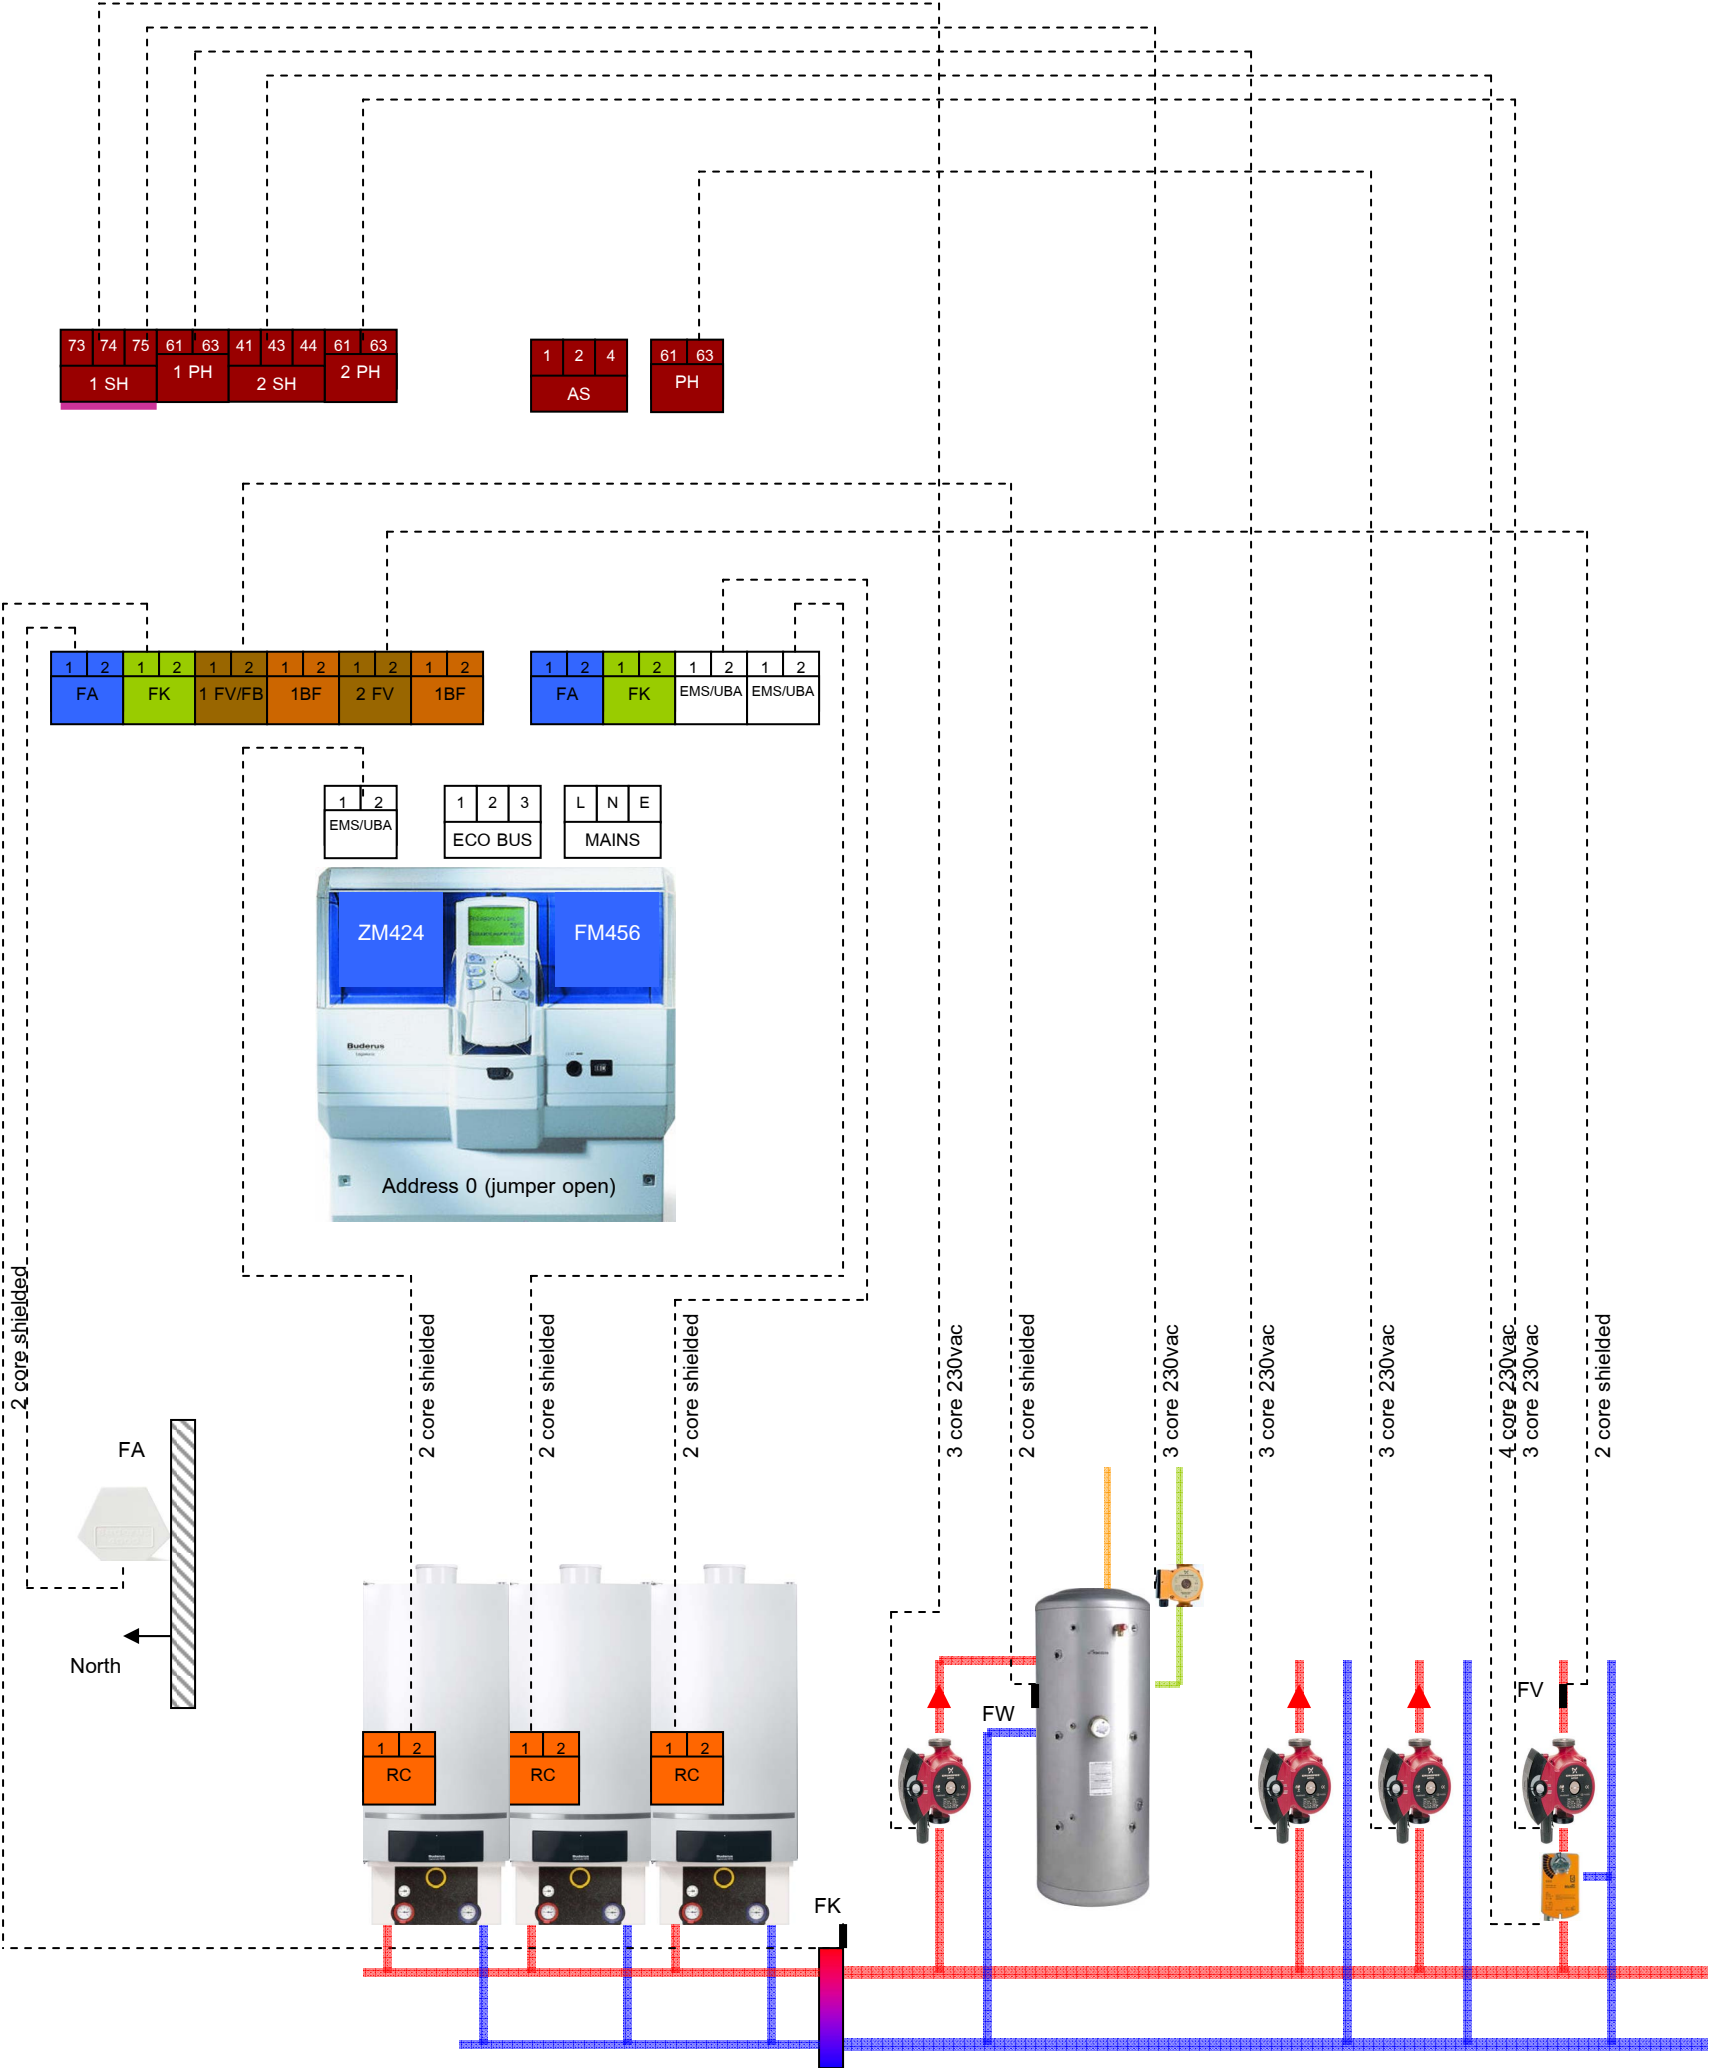 73 74 75 61 63 41 43 44 61 63
1 SH 1 PH 2 SH 2 PH
1 2 4
AS
61 63
PH
1 2 1 2 1 2 1 2 1 2 1 2
FA FK 1 FV/FB 1BF 2 FV 1BF
1 2 1 2 1 2 1 2
FA FK EMS/UBA EMS/UBA
1 2
EMS/UBA
1 2 3
ECO BUS
L N E
MAINS
ZM424
FM456
Buderus
Address 0 (jumper open)
2 core shielded
2 core shielded
2 core shielded
2 core shielded
3 core 230vac
2 core shielded
3 core 230vac
3 core 230vac
3 core 230vac
4 core 230vac
3 core 230vac
2 core shielded
FA
North
FW
FV
1 2
RC
1 2
RC
1 2
RC
Buderus
Buderus
Buderus
FK